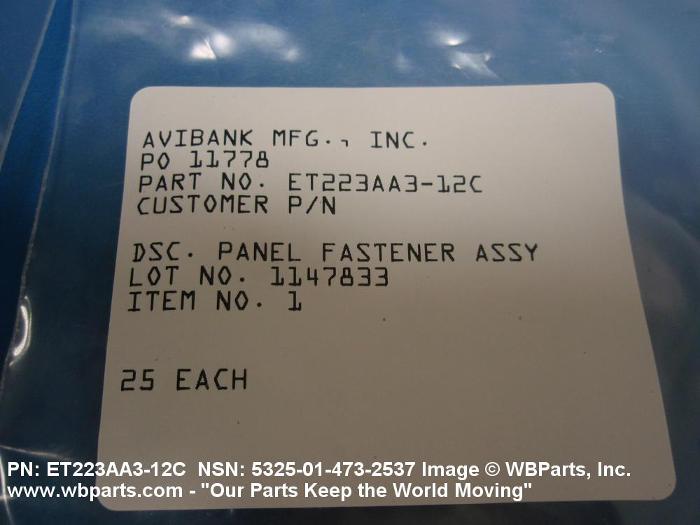 AVIBANK MFG., INC.
PO 11778
PART NO. ET223AA3-12C
CUSTOMER P/N
DSC. PANEL FASTENER ASSY
LOT NO. 1147833
ITEM NO. 1
25 EACH
PN: ET223AA3-12C NSN: 5325-01-473-2537 Image © WBParts, Inc.
www.wbparts.com - "Our Parts Keep the World Moving"